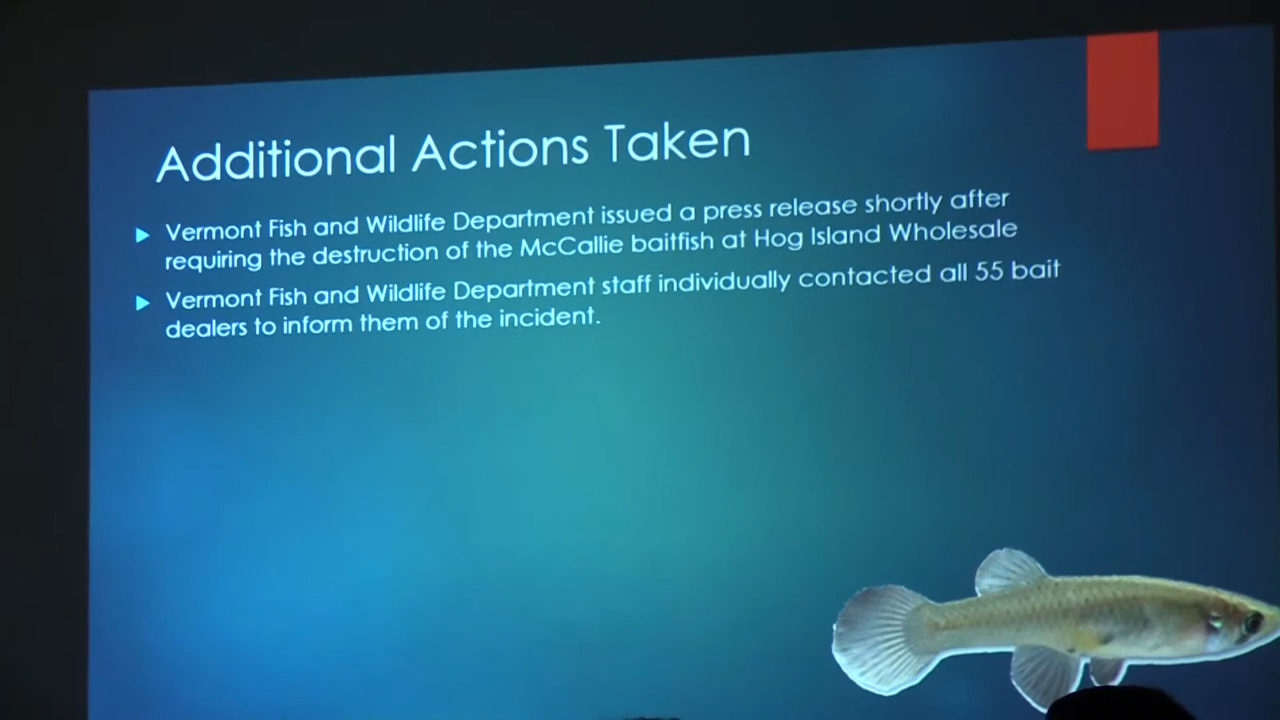 Additional Actions Taken
Vermont Fish and Wildlife Department issued a press release shortly after
requiring the destruction of the McCallie baitfish at Hog Island Wholesale
Vermont Fish and Wildlife Department staff individually contacted all 55 bait
dealers to inform them of the incident.